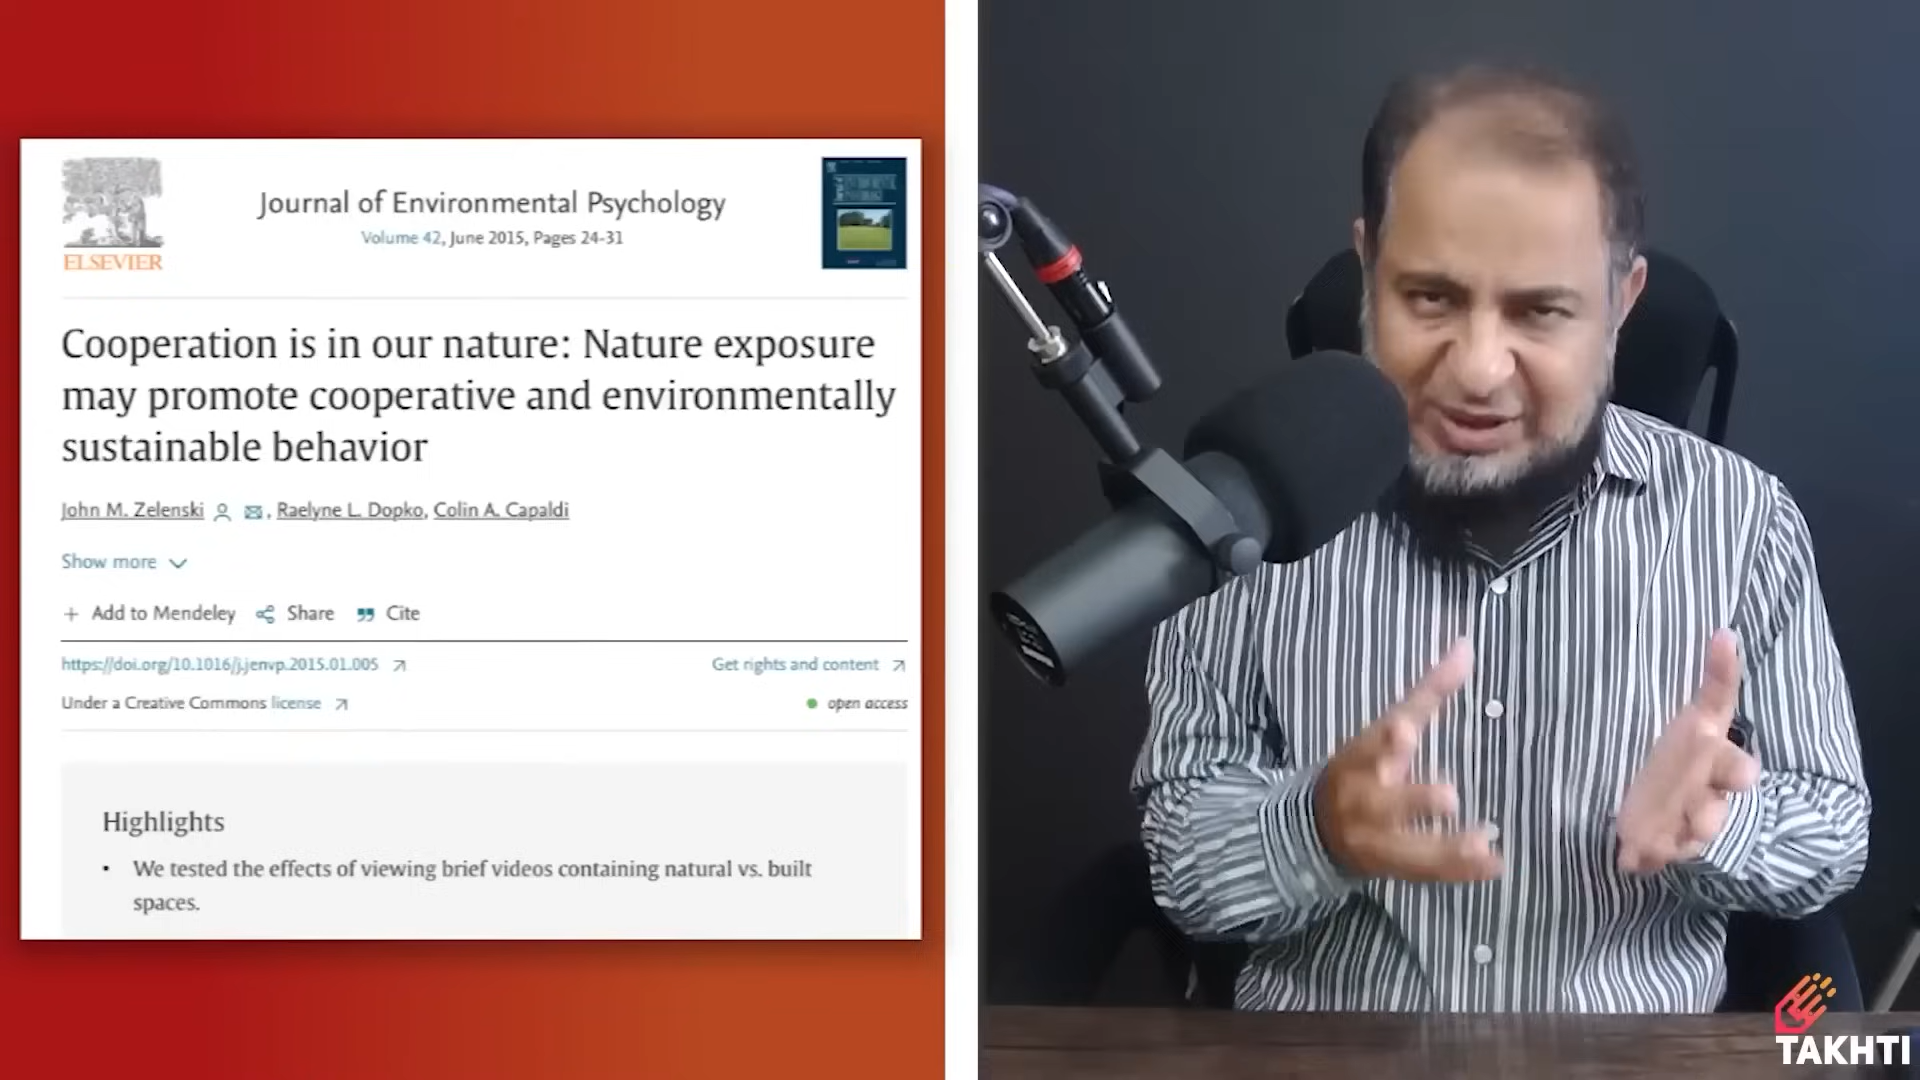 ELSEVIER
Journal of Environmental Psychology
Volume 42, June 2015, Pages 24-31
Cooperation is in our nature: Nature exposure
may promote cooperative and environmentally
sustainable behavior
John M. Zelenski , Raelyne L. Dopko, Colin A. Capaldi
Show more
+ Add to Mendeley Share Cite
https://doi.org/10.1016/j.jenvp.2015.01.005 Get rights and content
Under a Creative Commons license open access
Highlights
• We tested the effects of viewing brief videos containing natural vs. built
spaces.
TAKHTI